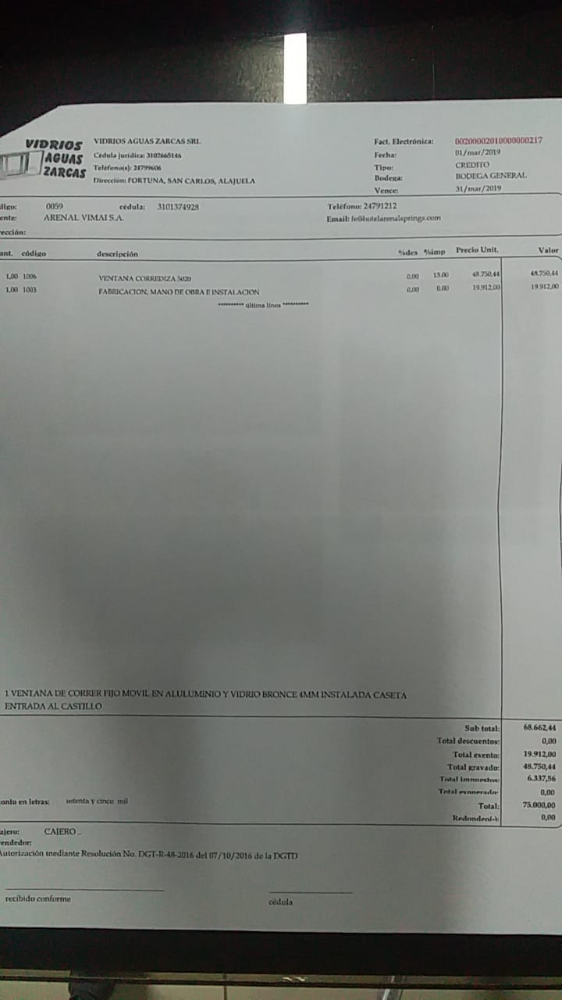 VIDRIOS
AGUAS
ZARCAS
VIDRIOS AGUAS ZARCAS SRL
Cédula jurídica: 3102665146
Teléfono(s): 24799606
Dirección: FORTUNA, SAN CARLOS, ALAJUELA
Fact. Electrónica: 00200002010000000217
Fecha: 01/mar/2019
Tipo: CREDITO
Bodega: BODEGA GENERAL
Vence: 31/mar/2019
digo: 0059 cédula: 3101374928 Teléfono: 24791212
ente: ARENAL VIMAI S.A. Email: fe@hotelarenalsprings.com
rección:
ant. código descripción %des %imp Precio Unit. Valor
1,00 1006 VENTANA CORREDIZA 5020 0,00 13,00 48.750,44 48.750,44
1,00 1003 FABRICACION, MANO DE OBRA E INSTALACION 0,00 0,00 19.912,00 19.912,00
********** última línea **********
1 VENTANA DE CORRER FIJO MOVIL EN ALULUMINIO Y VIDRIO BRONCE 4MM INSTALADA CASETA
ENTRADA AL CASTILLO
Sub total: 68.662,44
Total descuentos: 0,00
Total exento: 19.912,00
Total gravado: 48.750,44
Total 6.337,56
Total 0,00
onto en letras: setenta y cinco mil
Total: 75.000,00
0,00
ajero: CAJERO ..
endedor:
Autorización mediante Resolución No. DGT-R-48-2016 del 07/10/2016 de la DGTD
recibido conforme cédula